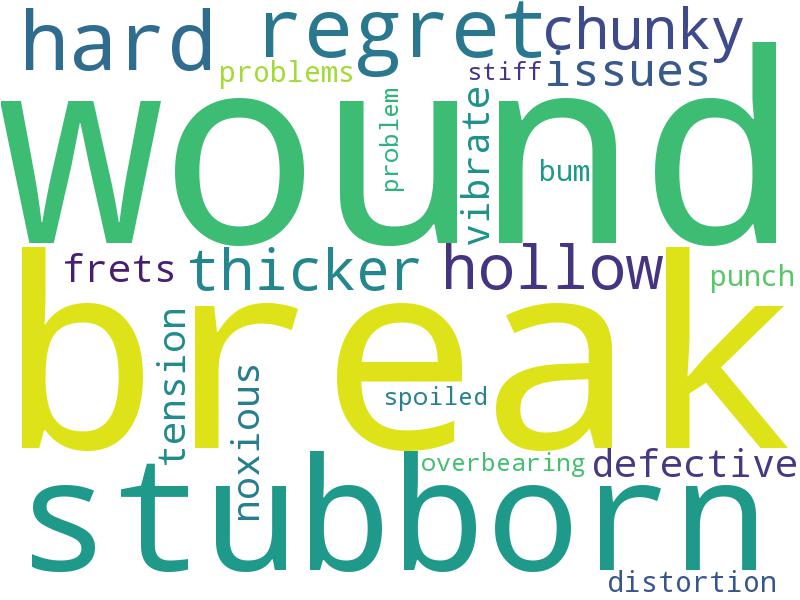 hard
regret
chunky
problems
stiff
issues
wound
problem
vibrate
bum
frets
thicker
hollow
punch
break
tension
noxious
spoiled
overbearing
defective
stubborn
distortion